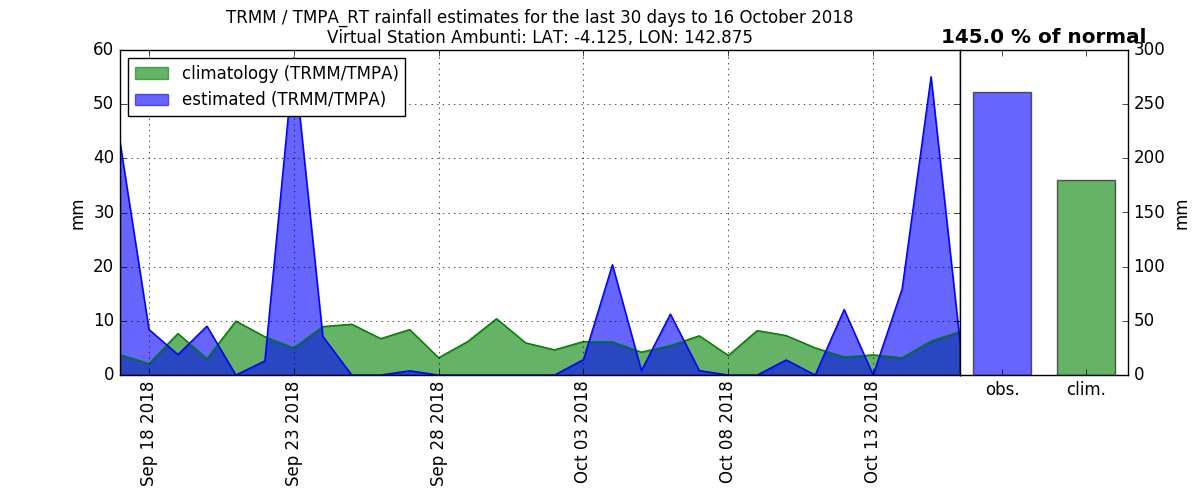 TRMM / TMPA_RT rainfall estimates for the last 30 days to 16 October 2018
Virtual Station Ambunti: LAT: -4.125, LON: 142.875
145.0 % of normal
climatology (TRMM/TMPA)
estimated (TRMM/TMPA)
60
50
40
30
20
10
0
mm
Sep 18 2018
Sep 23 2018
Sep 28 2018
Oct 03 2018
Oct 08 2018
Oct 13 2018
300
250
200
150
100
50
0
mm
obs.
clim.